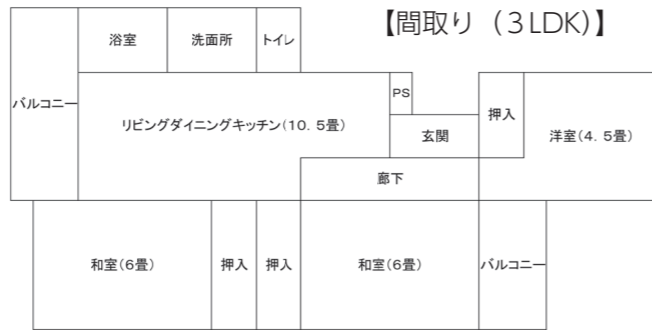 【間取り（3LDK）】
浴室
洗面所
トイレ
バルコニー
リビングダイニングキッチン（10．5畳）
PS
押入
洋室（4．5畳）
玄関
廊下
和室（6畳）
押入
押入
和室（6畳）
バルコニー